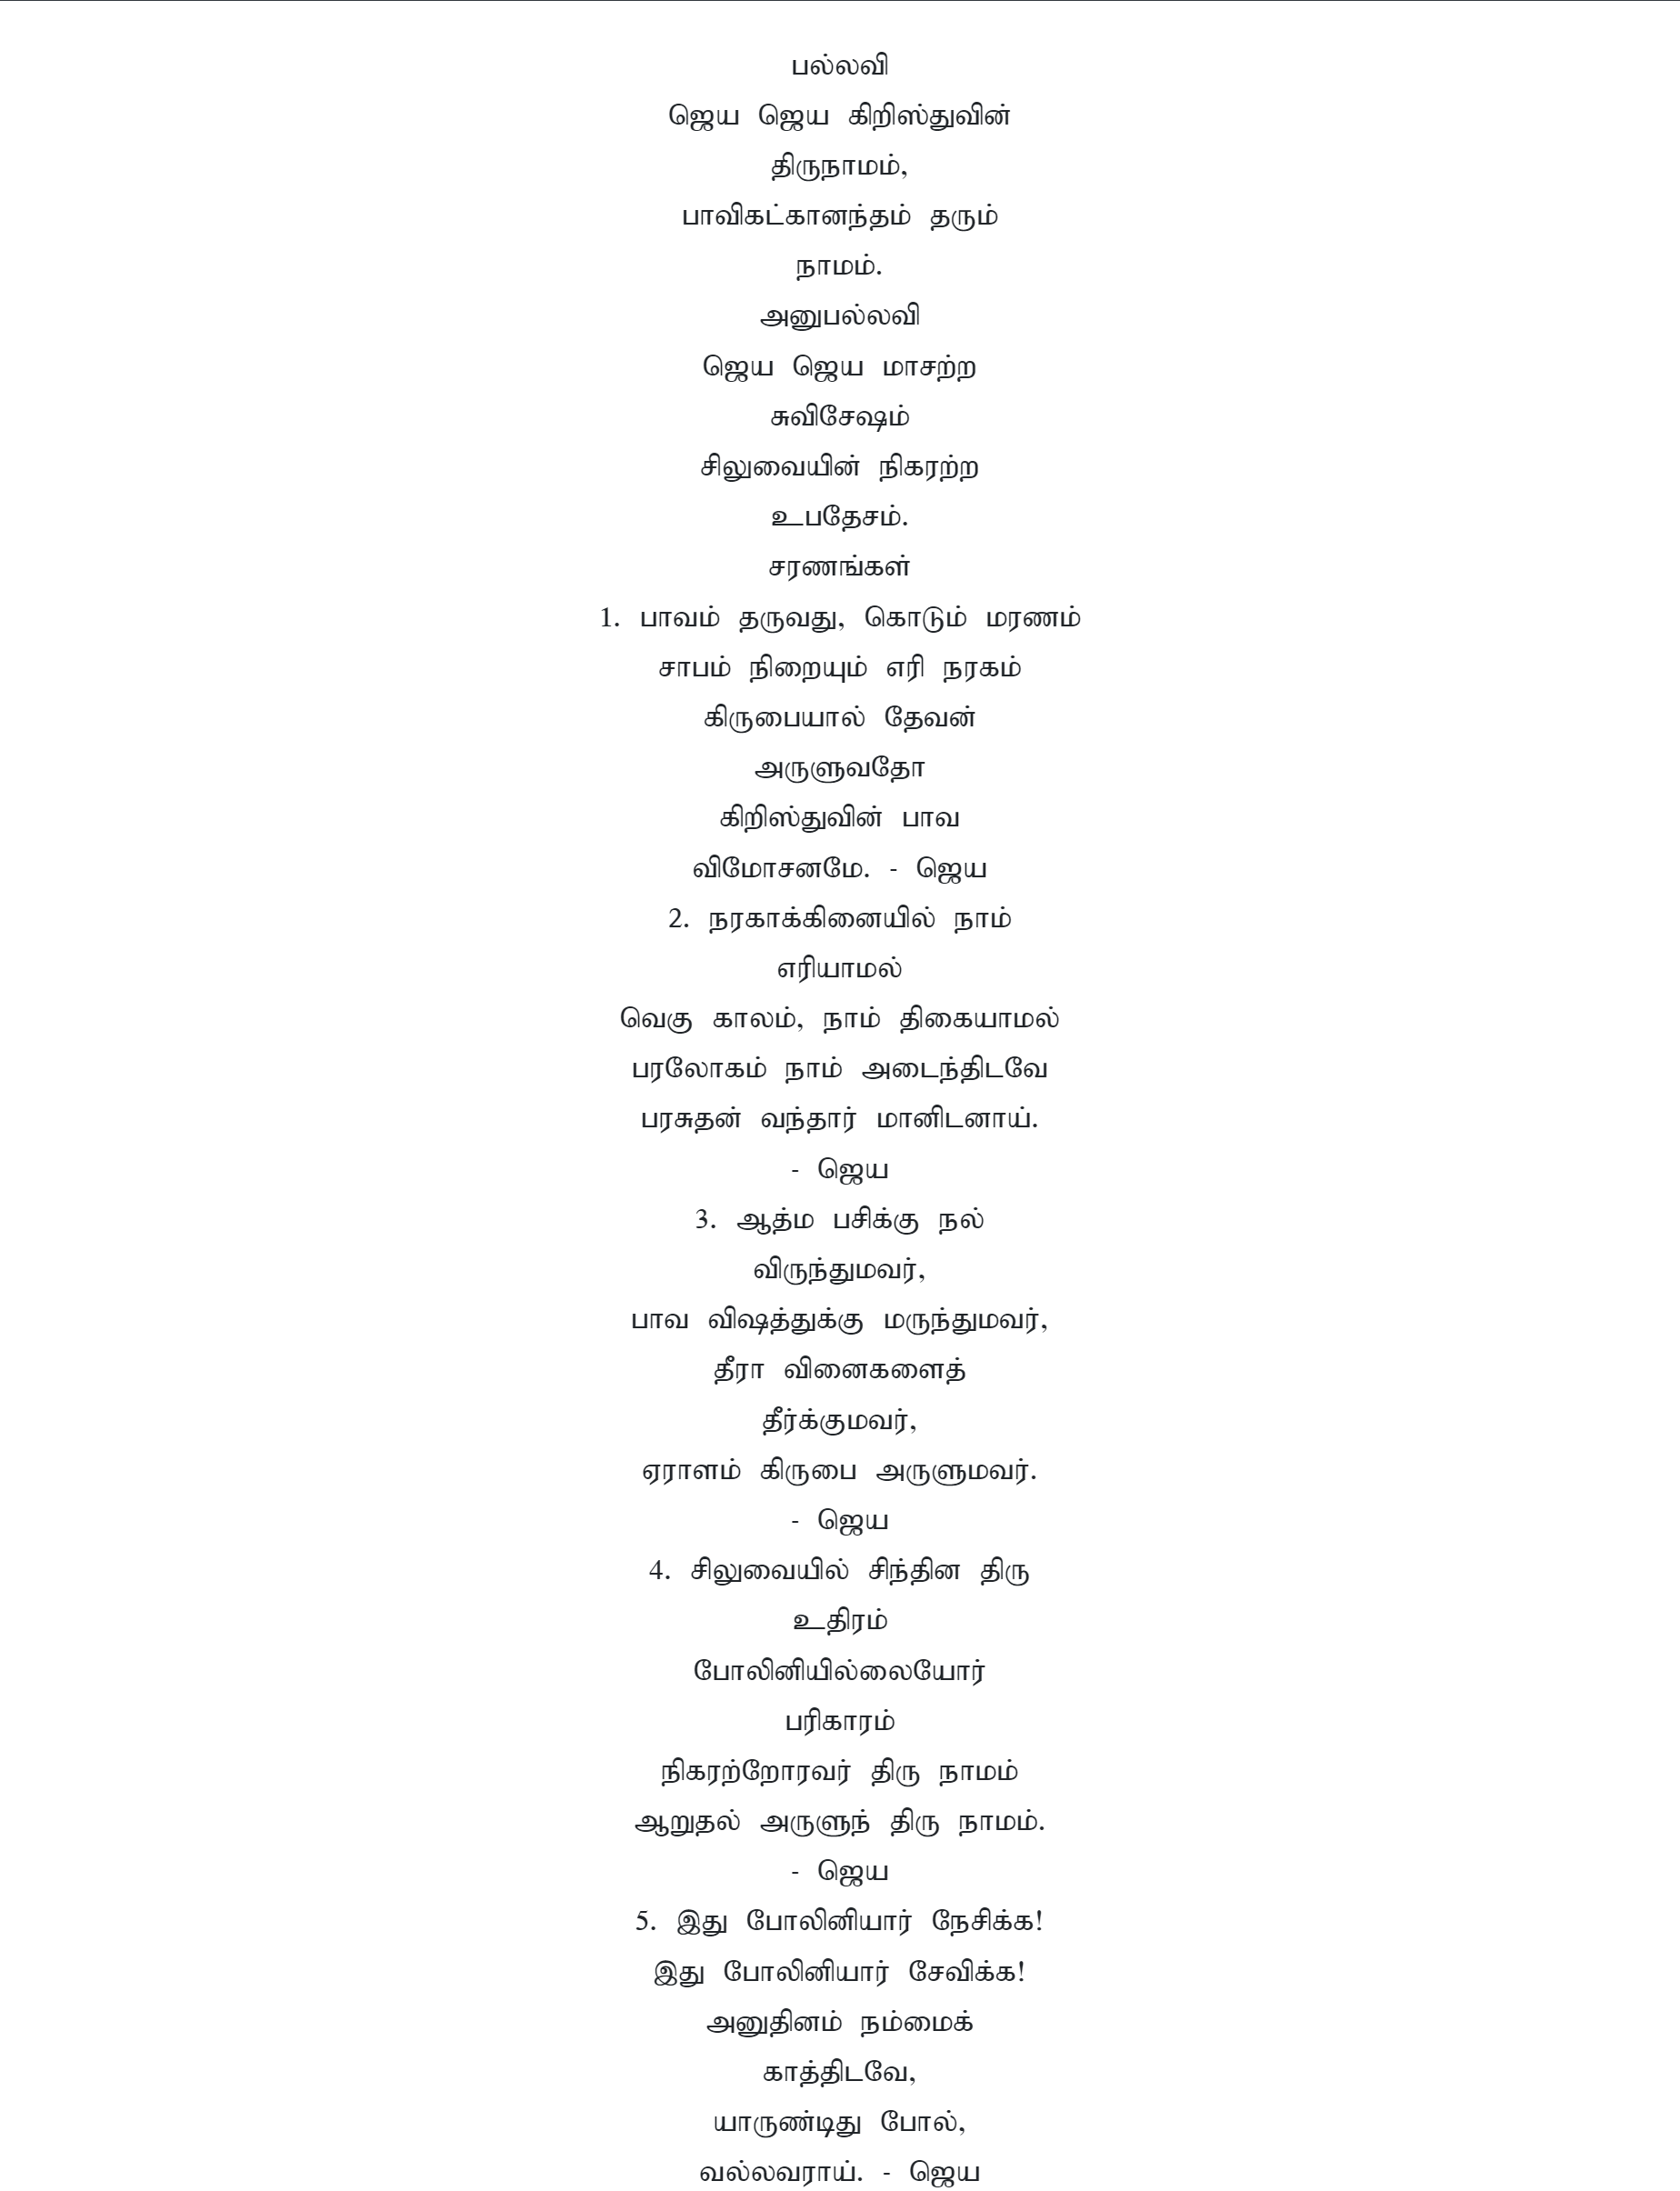 பல்லவி
ஜெய ஜெய கிறிஸ்துவின்
திருநாமம்,
பாவிகட்கானந்தம் தரும்
நாமம்.
அனுபல்லவி
ஜெய ஜெய மாசற்ற
சுவிசேஷம்
சிலுவையின் நிகரற்ற
உபதேசம்.
சரணங்கள்
1. பாவம் தருவது, கொடும் மரணம்
சாபம் நிறையும் எரி நரகம்
கிருபையால் தேவன்
அருளுவதோ
கிறிஸ்துவின் பாவ
விமோசனமே. - ஜெய
2. நரகாக்கினையில் நாம்
எரியாமல்
வெகு காலம், நாம் திகையாமல்
பரலோகம் நாம் அடைந்திடவே
பரசுதன் வந்தார் மானிடனாய்.
- ஜெய
3. ஆத்ம பசிக்கு நல்
விருந்துமவர்,
பாவ விஷத்துக்கு மருந்துமவர்,
தீரா வினைகளைத்
தீர்க்குமவர்,
ஏராளம் கிருபை அருளுமவர்.
- ஜெய
4. சிலுவையில் சிந்தின திரு
உதிரம்
போலினியில்லையோர்
பரிகாரம்
நிகரற்றோரவர் திரு நாமம்
ஆறுதல் அருளுந் திரு நாமம்.
- ஜெய
5. இது போலினியார் நேசிக்க!
இது போலினியார் சேவிக்க!
அனுதினம் நம்மைக்
காத்திடவே,
யாருண்டிது போல்,
வல்லவராய். - ஜெய